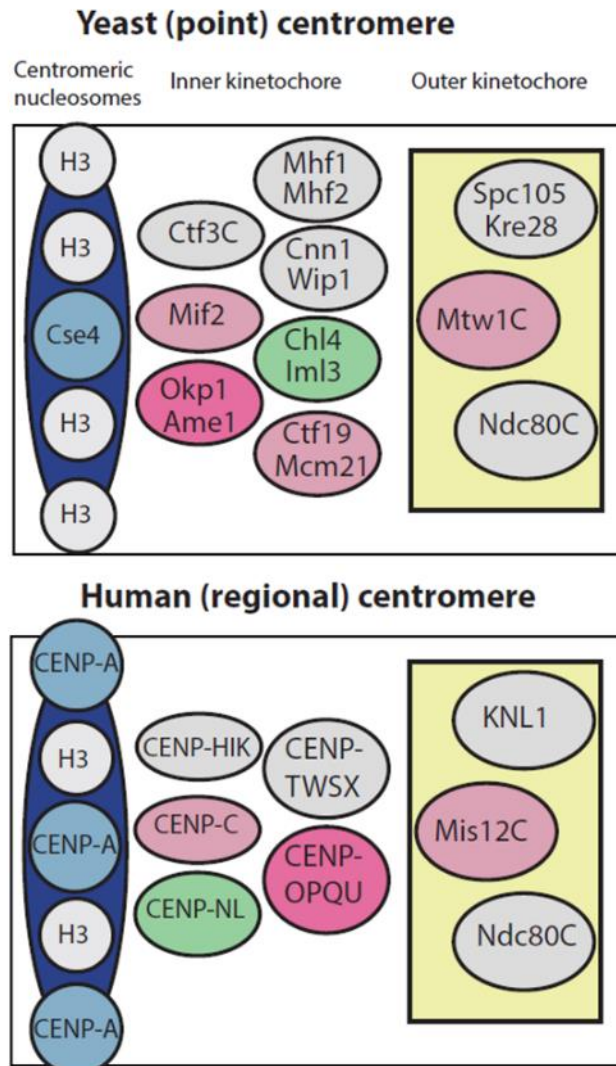 Yeast (point) centromere
Centromeric
nucleosomes
Inner kinetochore
Outer kinetochore
H3
H3
Cse4
H3
H3
Ctf3C
Mif2
Okp1
Ame1
Mhf1
Mhf2
Cnn1
Wip1
Chl4
Iml3
Ctf19
Mcm21
Spc105
Kre28
Mtw1C
Ndc80C
Human (regional) centromere
CENP-A
H3
CENP-A
H3
CENP-A
CENP-HIK
CENP-C
CENP-NL
CENP-
TWSX
CENP-
OPQU
KNL1
Mis12C
Ndc80C